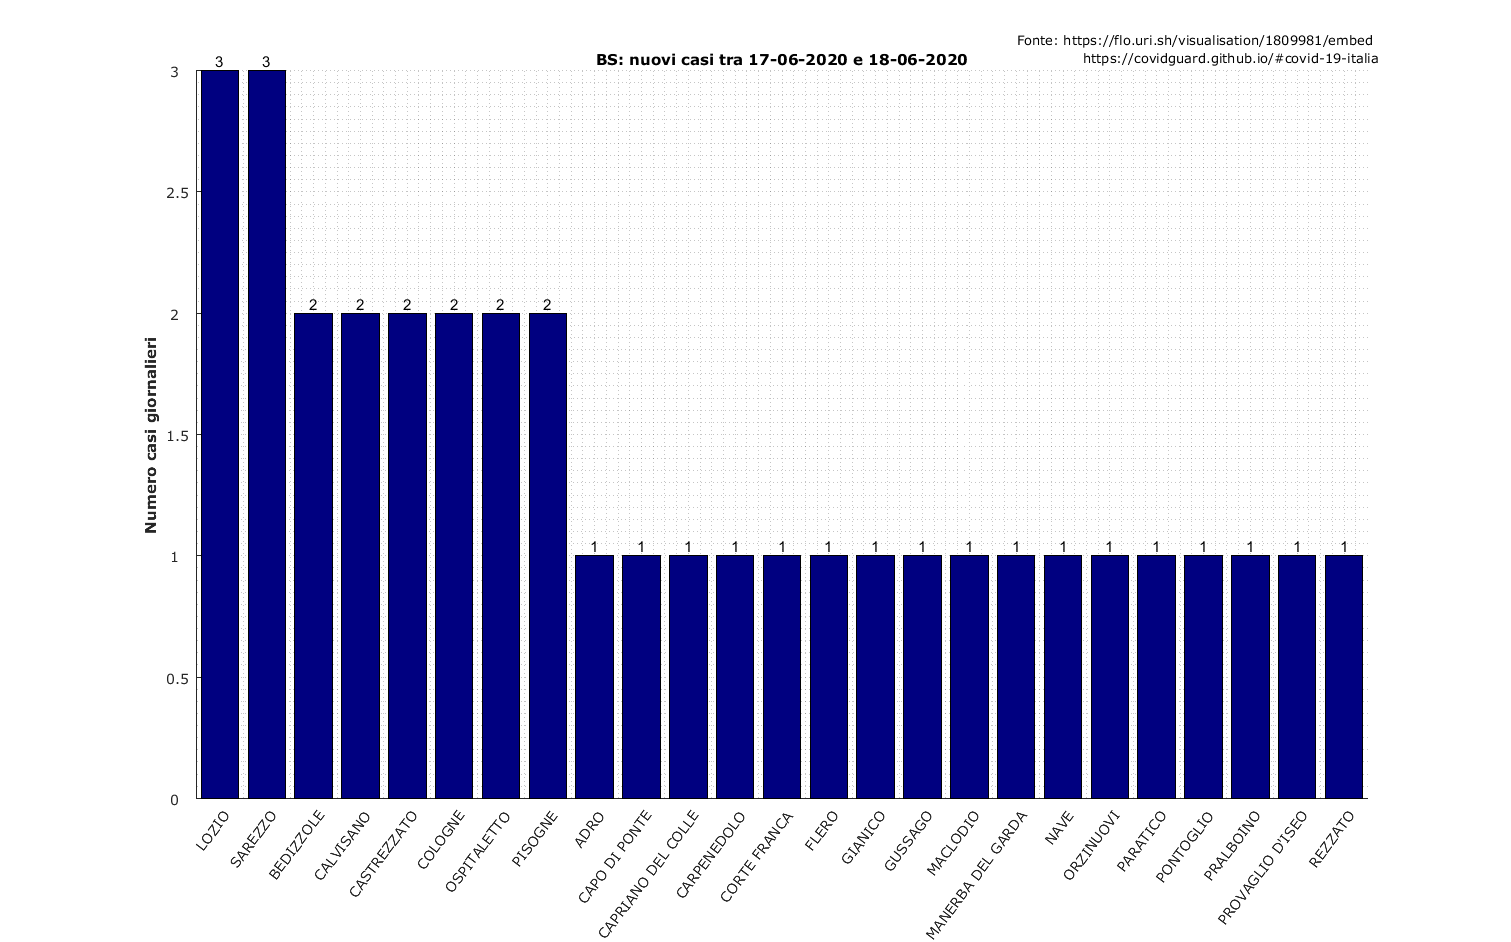 Fonte: https://flo.uri.sh/visualisation/1809981/embed
https://covidguard.github.io/#covid-19-italia
BS: nuovi casi tra 17-06-2020 e 18-06-2020
Numero casi giornalieri
3
2.5
2
1.5
1
0.5
0
3 3 2 2 2 2 2 2 1 1 1 1 1 1 1 1 1 1 1 1 1 1 1 1 1
LOZIO
SAREZZO
BEDIZZOLE
CALVISANO
CASTREZZATO
COLOGNE
OSPITALETTO
PISOGNE
ADRO
CAPO DI PONTE
CAPRIANO DEL COLLE
CARPENEDOLO
CORTE FRANCA
FLERO
GIANICO
GUSSAGO
MACLODIO
MANERBA DEL GARDA
NAVE
ORZINUOVI
PARATICO
PONTOGLIO
PRALBOINO
PROVAGLIO D'ISEO
REZZATO